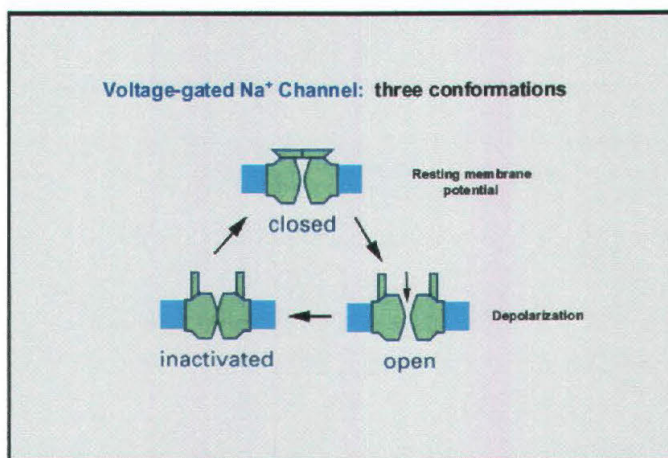 Voltage-gated Na⁺ Channel: three conformations
Resting membrane
potential
closed
Depolarization
inactivated
open